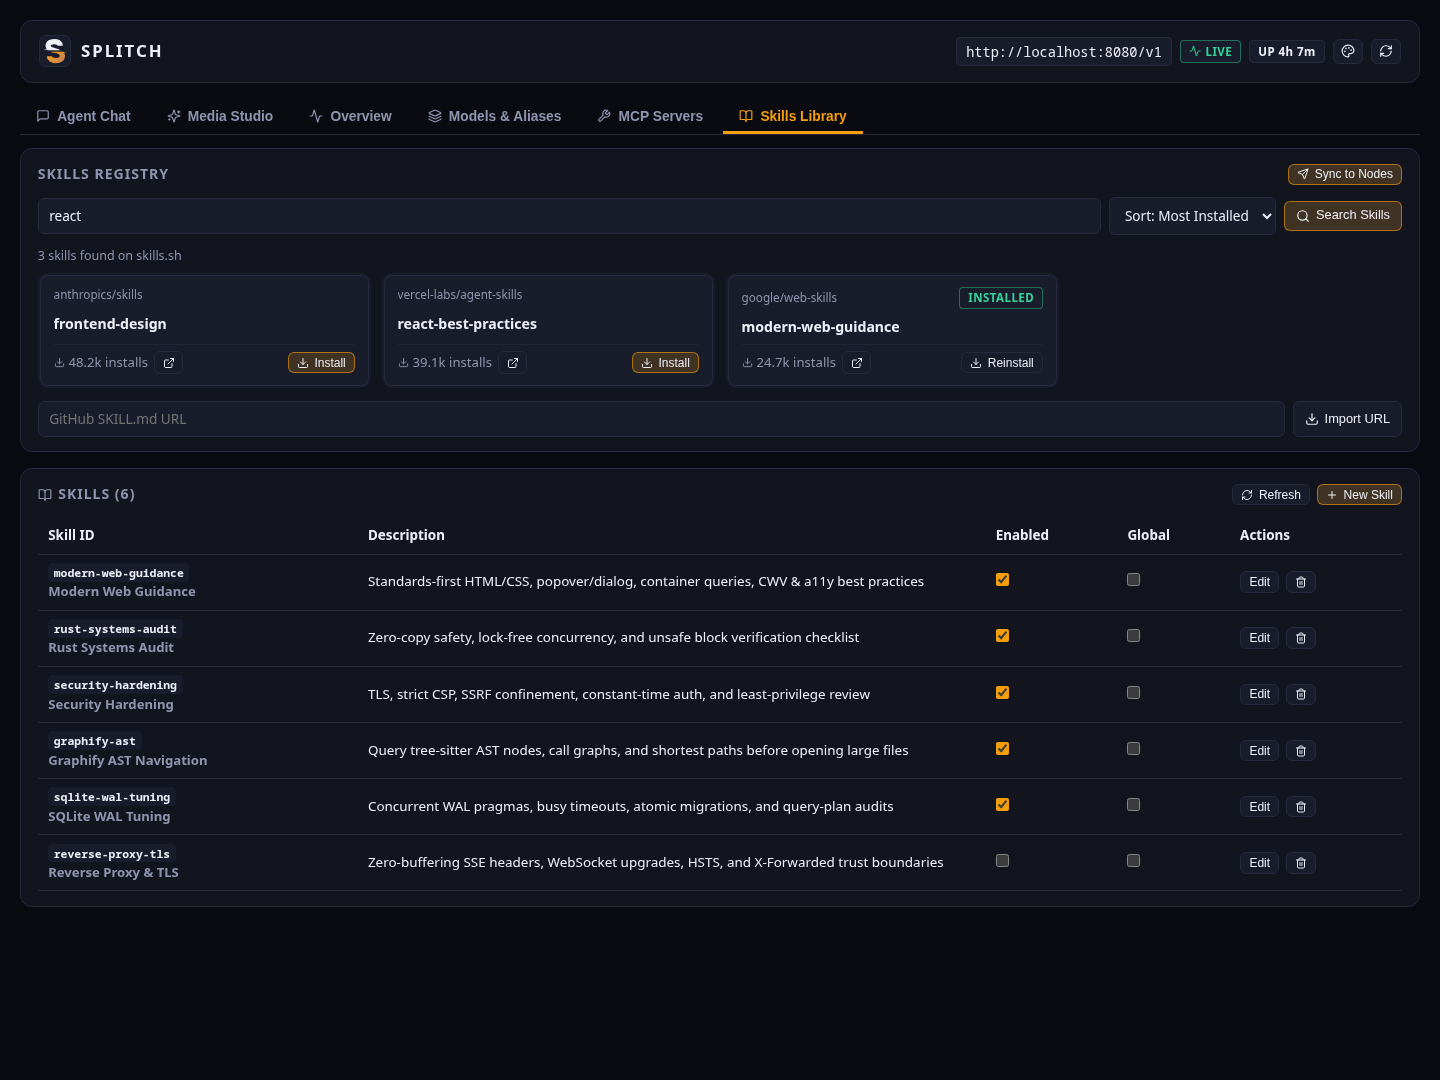 SPLITCH
http://localhost:8080/v1
LIVE
UP 4h 7m
Agent Chat
Media Studio
Overview
Models & Aliases
MCP Servers
Skills Library
SKILLS REGISTRY
Sync to Nodes
react
Sort: Most Installed
Search Skills
3 skills found on skills.sh
anthropics/skills
frontend-design
48.2k installs
Install
vercel-labs/agent-skills
react-best-practices
39.1k installs
Install
google/web-skills
INSTALLED
modern-web-guidance
24.7k installs
Reinstall
GitHub SKILL.md URL
Import URL
SKILLS (6)
Refresh
New Skill
Skill ID
Description
Enabled
Global
Actions
modern-web-guidance
Modern Web Guidance
Standards-first HTML/CSS, popover/dialog, container queries, CWV & a11y best practices
Edit
rust-systems-audit
Rust Systems Audit
Zero-copy safety, lock-free concurrency, and unsafe block verification checklist
Edit
security-hardening
Security Hardening
TLS, strict CSP, SSRF confinement, constant-time auth, and least-privilege review
Edit
graphify-ast
Graphify AST Navigation
Query tree-sitter AST nodes, call graphs, and shortest paths before opening large files
Edit
sqlite-wal-tuning
SQLite WAL Tuning
Concurrent WAL pragmas, busy timeouts, atomic migrations, and query-plan audits
Edit
reverse-proxy-tls
Reverse Proxy & TLS
Zero-buffering SSE headers, WebSocket upgrades, HSTS, and X-Forwarded trust boundaries
Edit